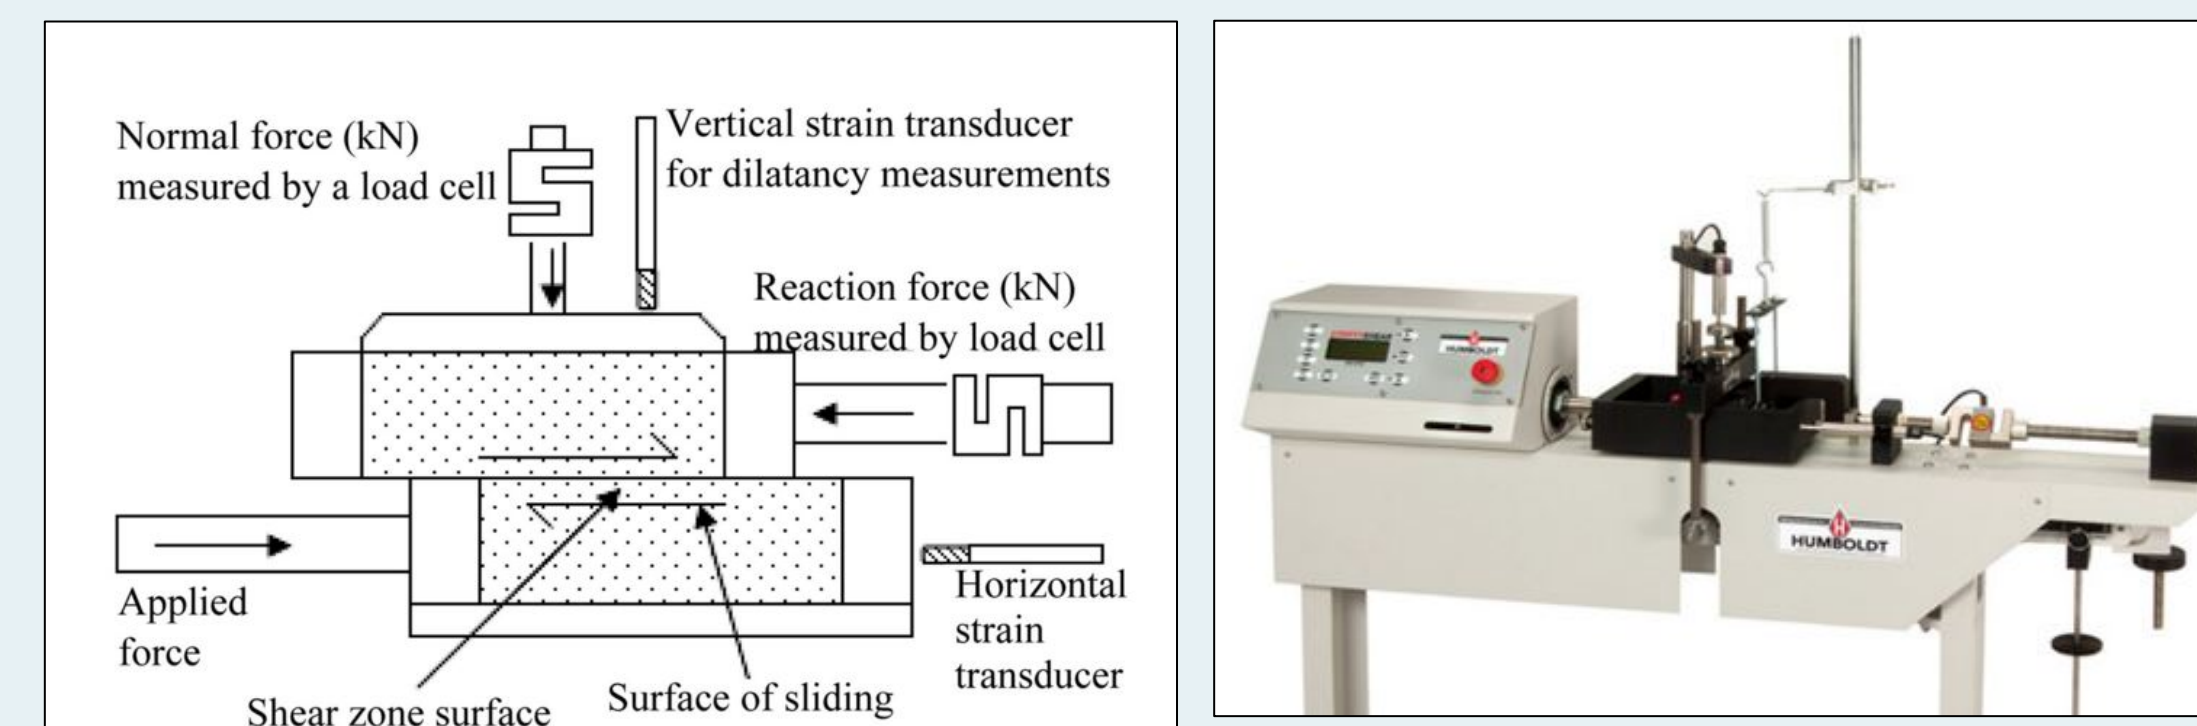 Normal force (kN)
measured by a load cell
Vertical strain transducer
for dilatancy measurements
Reaction force (kN)
measured by load cell
Applied
force
Horizontal
strain
transducer
Shear zone surface
Surface of sliding
HUMBOLDT
H
HUMBOLDT